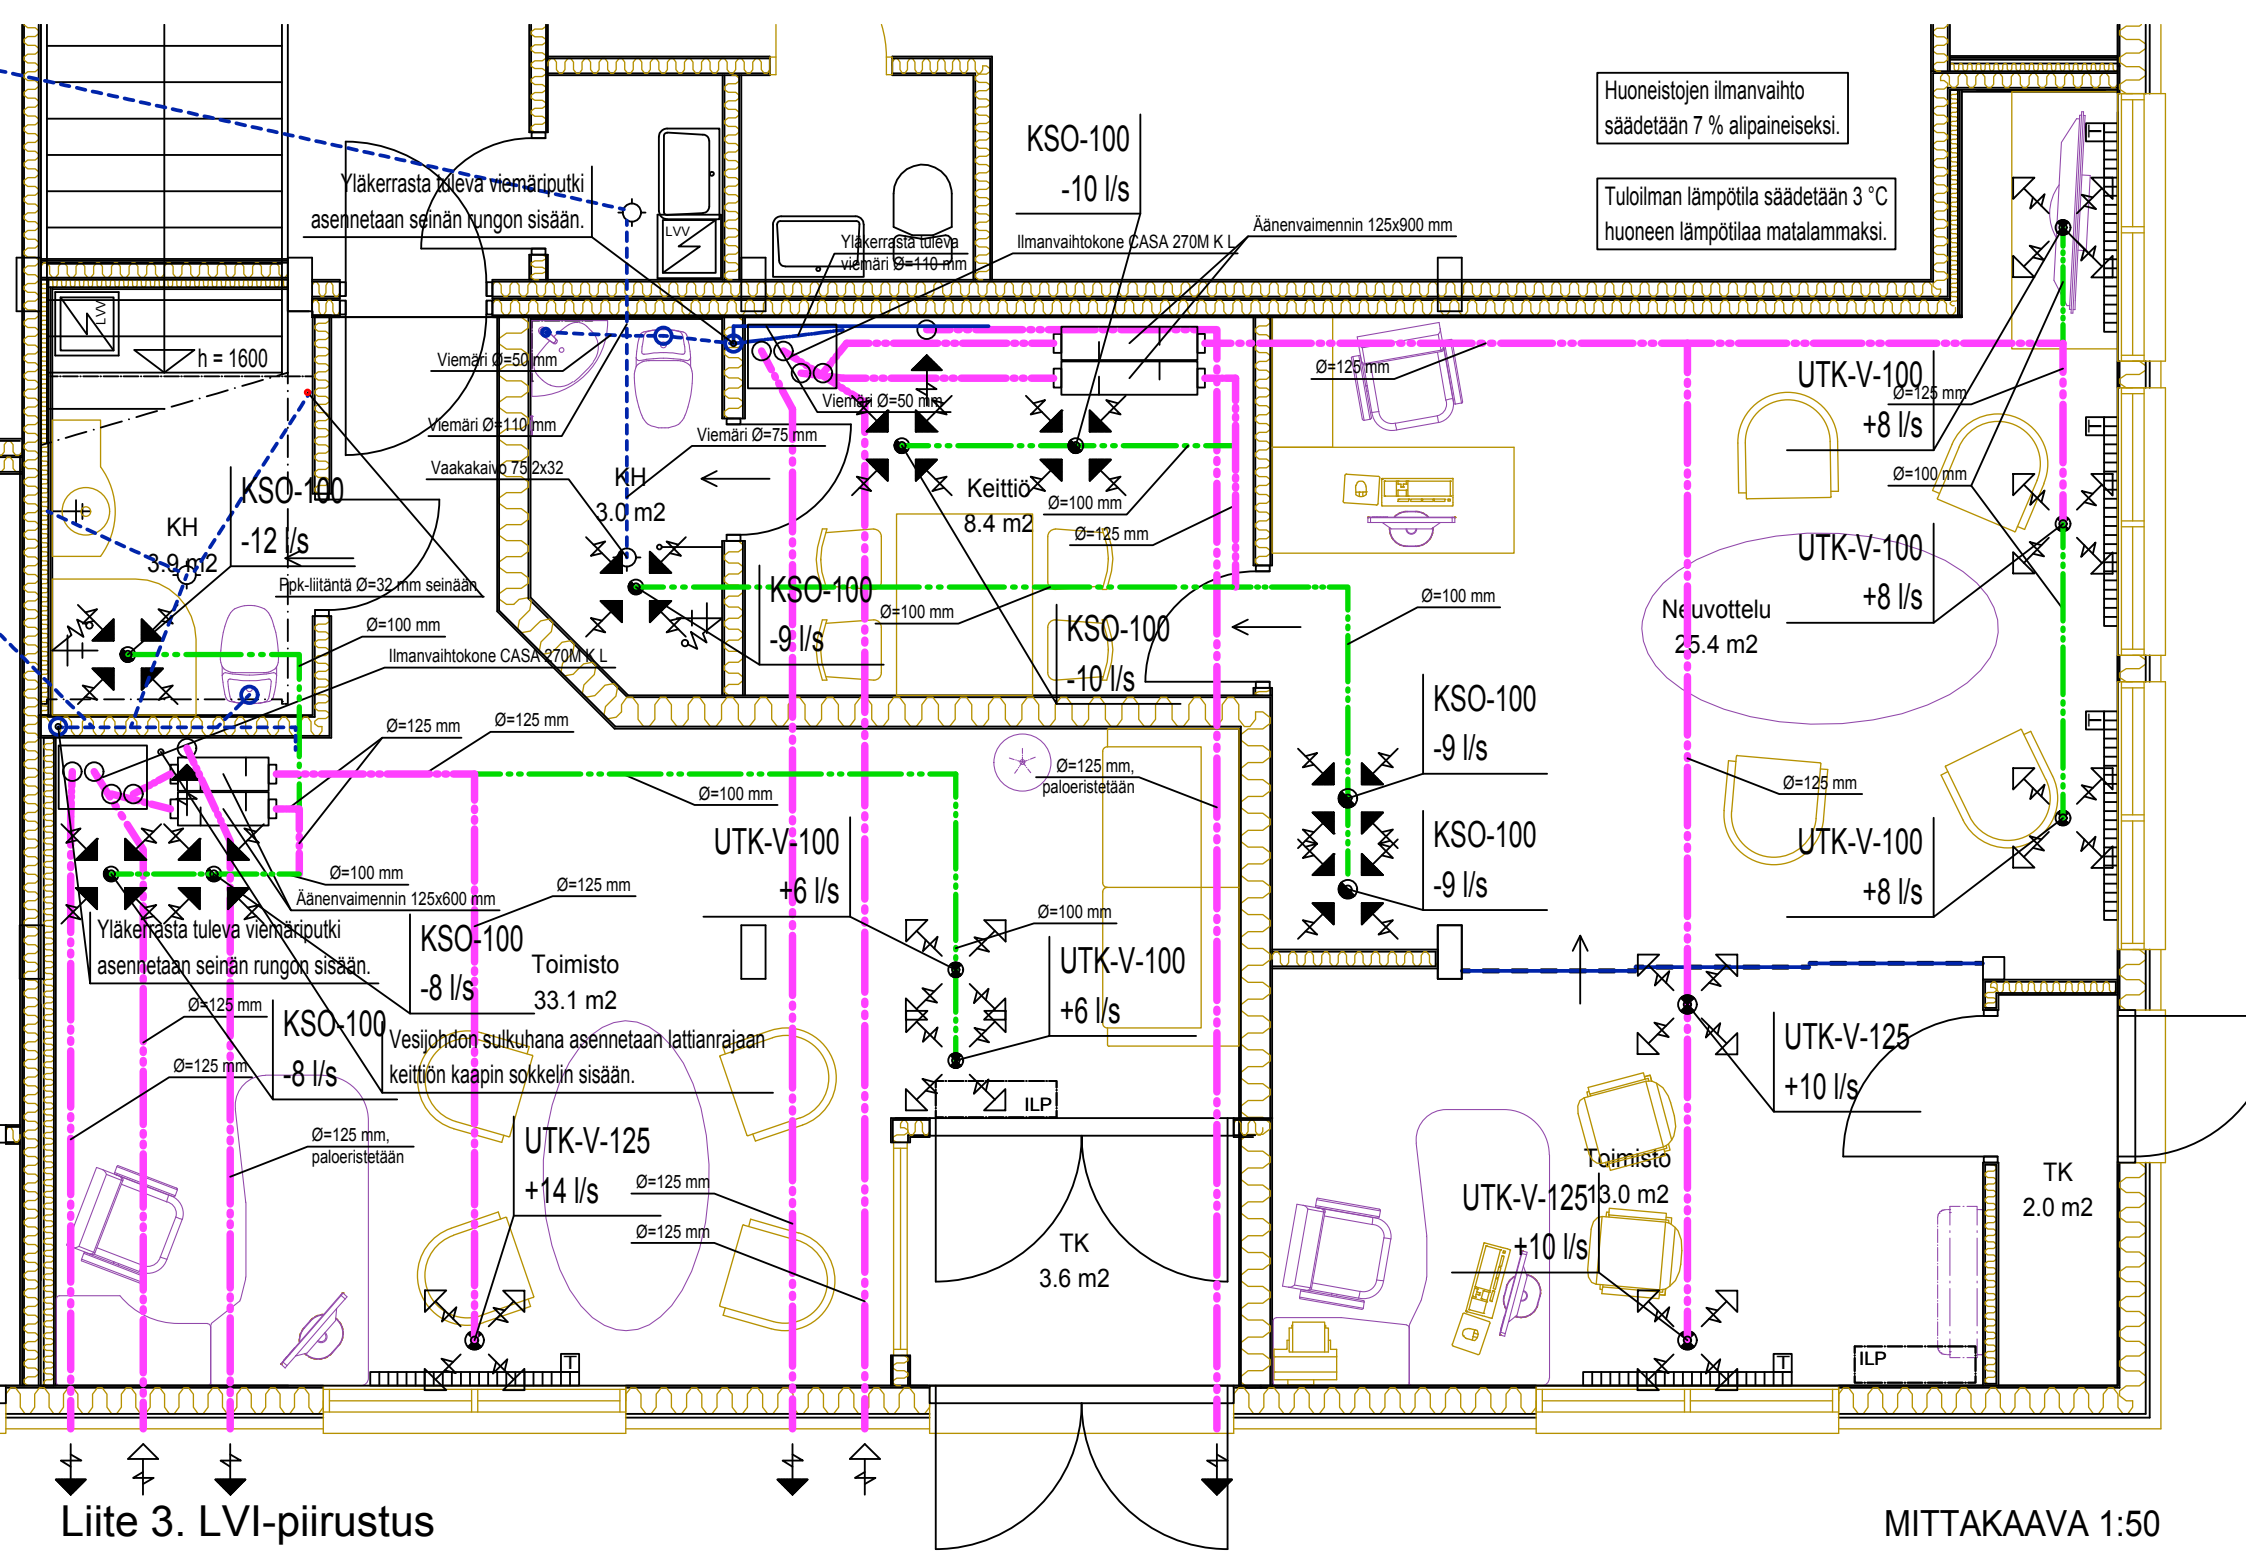 Huoneistojen ilmanvaihto
säädetään 7 % alipaineiseksi.
Tuloilman lämpötila säädetään 3 °C
huoneen lämpötilaa matalammaksi.
KSO-100
-10 l/s
Yläkerrasta tuleva viemäriputki
asennetaan seinän rungon sisään.
LVV
Yläkerrasta tuleva
viemäri Ø=110 mm
Ilmanvaihtokone CASA 270M K L
Äänenvaimennin 125x900 mm
T
LVV
h = 1600
Viemäri Ø=50 mm
Viemäri Ø=110 mm
Viemäri Ø=50 mm
Viemäri Ø=75 mm
Vaakakaivo 75/2x32
Ø=125 mm
UTK-V-100
+8 l/s
Ø=125 mm
Ø=100 mm
T
KSO-100
-12 l/s
KH
3.9 m2
KH
3.0 m2
Keittiö
8.4 m2
Ø=100 mm
Ø=125 mm
Ppk-liitäntä Ø=32 mm seinään
KSO-100
-9 l/s
Ø=100 mm
KSO-100
-10 l/s
Ø=100 mm
UTK-V-100
+8 l/s
Neuvottelu
25.4 m2
Ø=100 mm
Ilmanvaihtokone CASA 270M K L
Ø=125 mm
Ø=125 mm
KSO-100
-9 l/s
T
Ø=125 mm,
paloeristetään
Ø=100 mm
Ø=125 mm
UTK-V-100
+6 l/s
KSO-100
-9 l/s
UTK-V-100
+8 l/s
Ø=100 mm
Äänenvaimennin 125x600 mm
Ø=125 mm
Ø=100 mm
Yläkerrasta tuleva viemäriputki
asennetaan seinän rungon sisään.
KSO-100
-8 l/s
Toimisto
33.1 m2
UTK-V-100
+6 l/s
Ø=125 mm
KSO-100
-8 l/s
Vesijohdon sulkuhana asennetaan lattianrajaan
keittiön kaapin sokkelin sisään.
Ø=125 mm
UTK-V-125
+10 l/s
ILP
Ø=125 mm,
paloeristetään
UTK-V-125
+14 l/s
Ø=125 mm
Ø=125 mm
TK
3.6 m2
Toimisto
13.0 m2
UTK-V-125
+10 l/s
TK
2.0 m2
T
T
ILP
Liite 3. LVI-piirustus
MITTAKAAVA 1:50